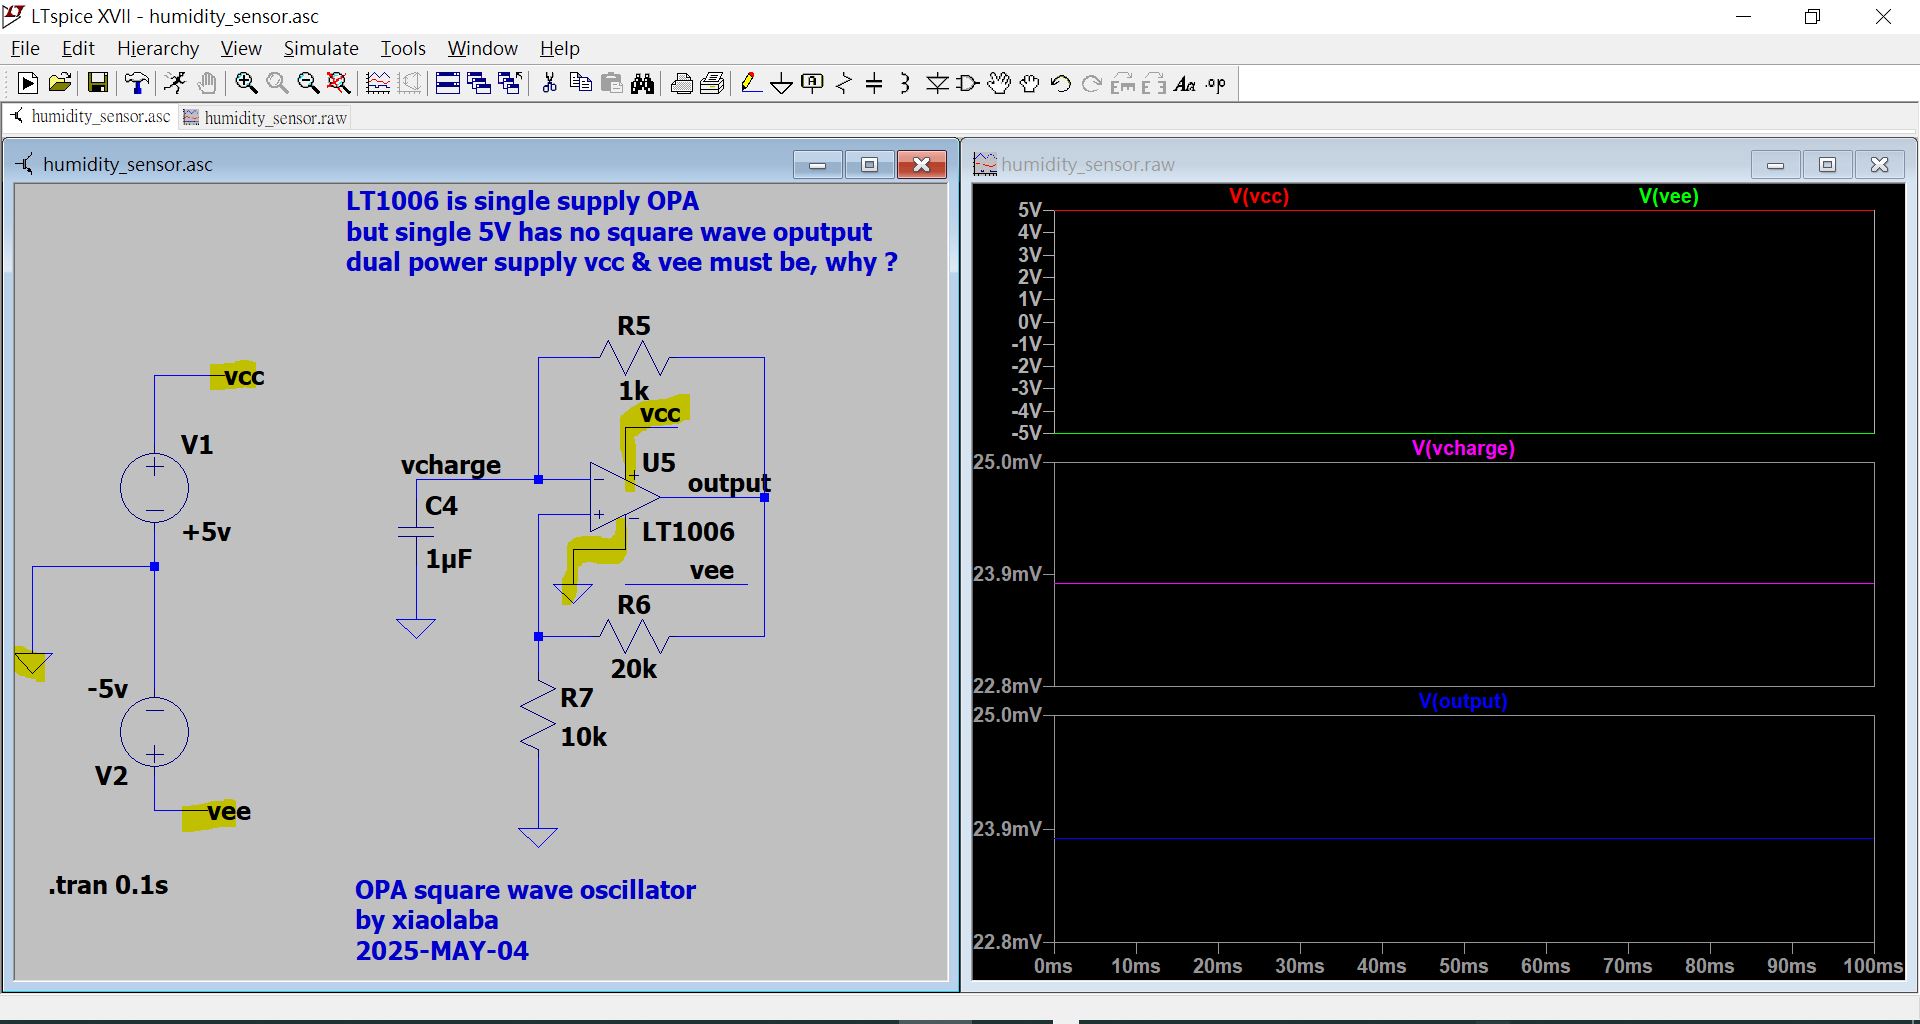 LTspice XVII - humidity_sensor.asc
File Edit Hierarchy View Simulate Tools Window Help
humidity_sensor.asc humidity_sensor.raw
humidity_sensor.asc
LT1006 is single supply OPA
but single 5V has no square wave oputput
dual power supply vcc & vee must be, why ?
R5
1k
vcc
vcc
V1
+5v
vcharge
U5
output
C4
LT1006
1µF
vee
R6
20k
-5v
R7
10k
V2
vee
.tran 0.1s
OPA square wave oscillator
by xiaolaba
2025-MAY-04
humidity_sensor.raw
V(vcc) V(vee)
5V
4V
3V
2V
1V
0V
-1V
-2V
-3V
-4V
-5V
V(vcharge)
25.0mV
23.9mV
22.8mV
V(output)
25.0mV
23.9mV
22.8mV
0ms 10ms 20ms 30ms 40ms 50ms 60ms 70ms 80ms 90ms 100ms